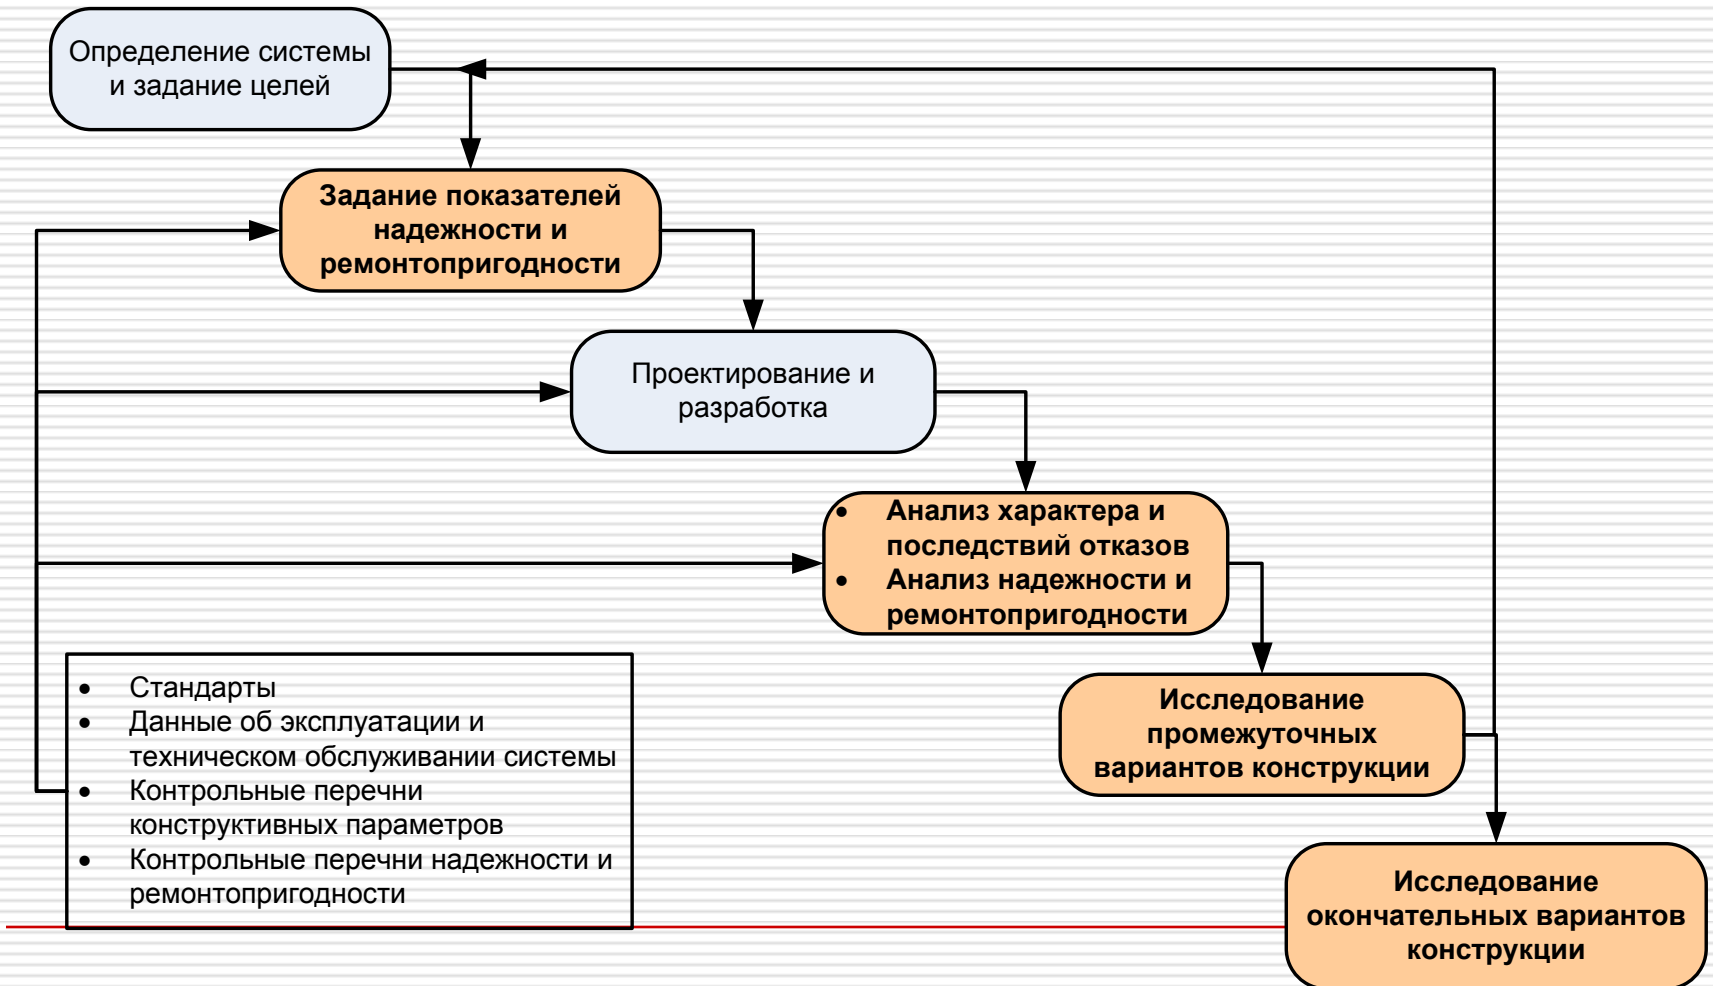 Определение системы
и задание целей
Задание показателей
надежности и
ремонтопригодности
Проектирование и
разработка
• Анализ характера и
последствий отказов
• Анализ надежности и
ремонтопригодности
• Стандарты
• Данные об эксплуатации и
техническом обслуживании системы
• Контрольные перечни
конструктивных параметров
• Контрольные перечни надежности и
ремонтопригодности
Исследование
промежуточных
вариантов конструкции
Исследование
окончательных вариантов
конструкции